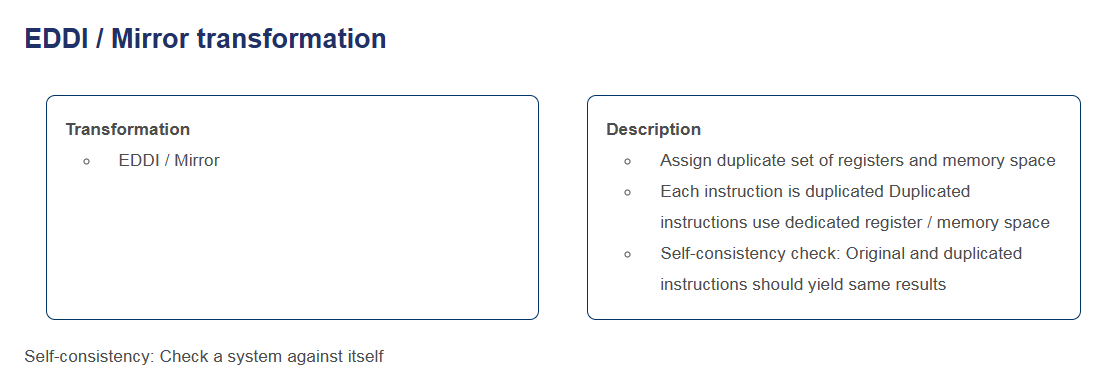 EDDI / Mirror transformation
Transformation
EDDI / Mirror
Description
Assign duplicate set of registers and memory space
Each instruction is duplicated Duplicated
instructions use dedicated register / memory space
Self-consistency check: Original and duplicated
instructions should yield same results
Self-consistency: Check a system against itself